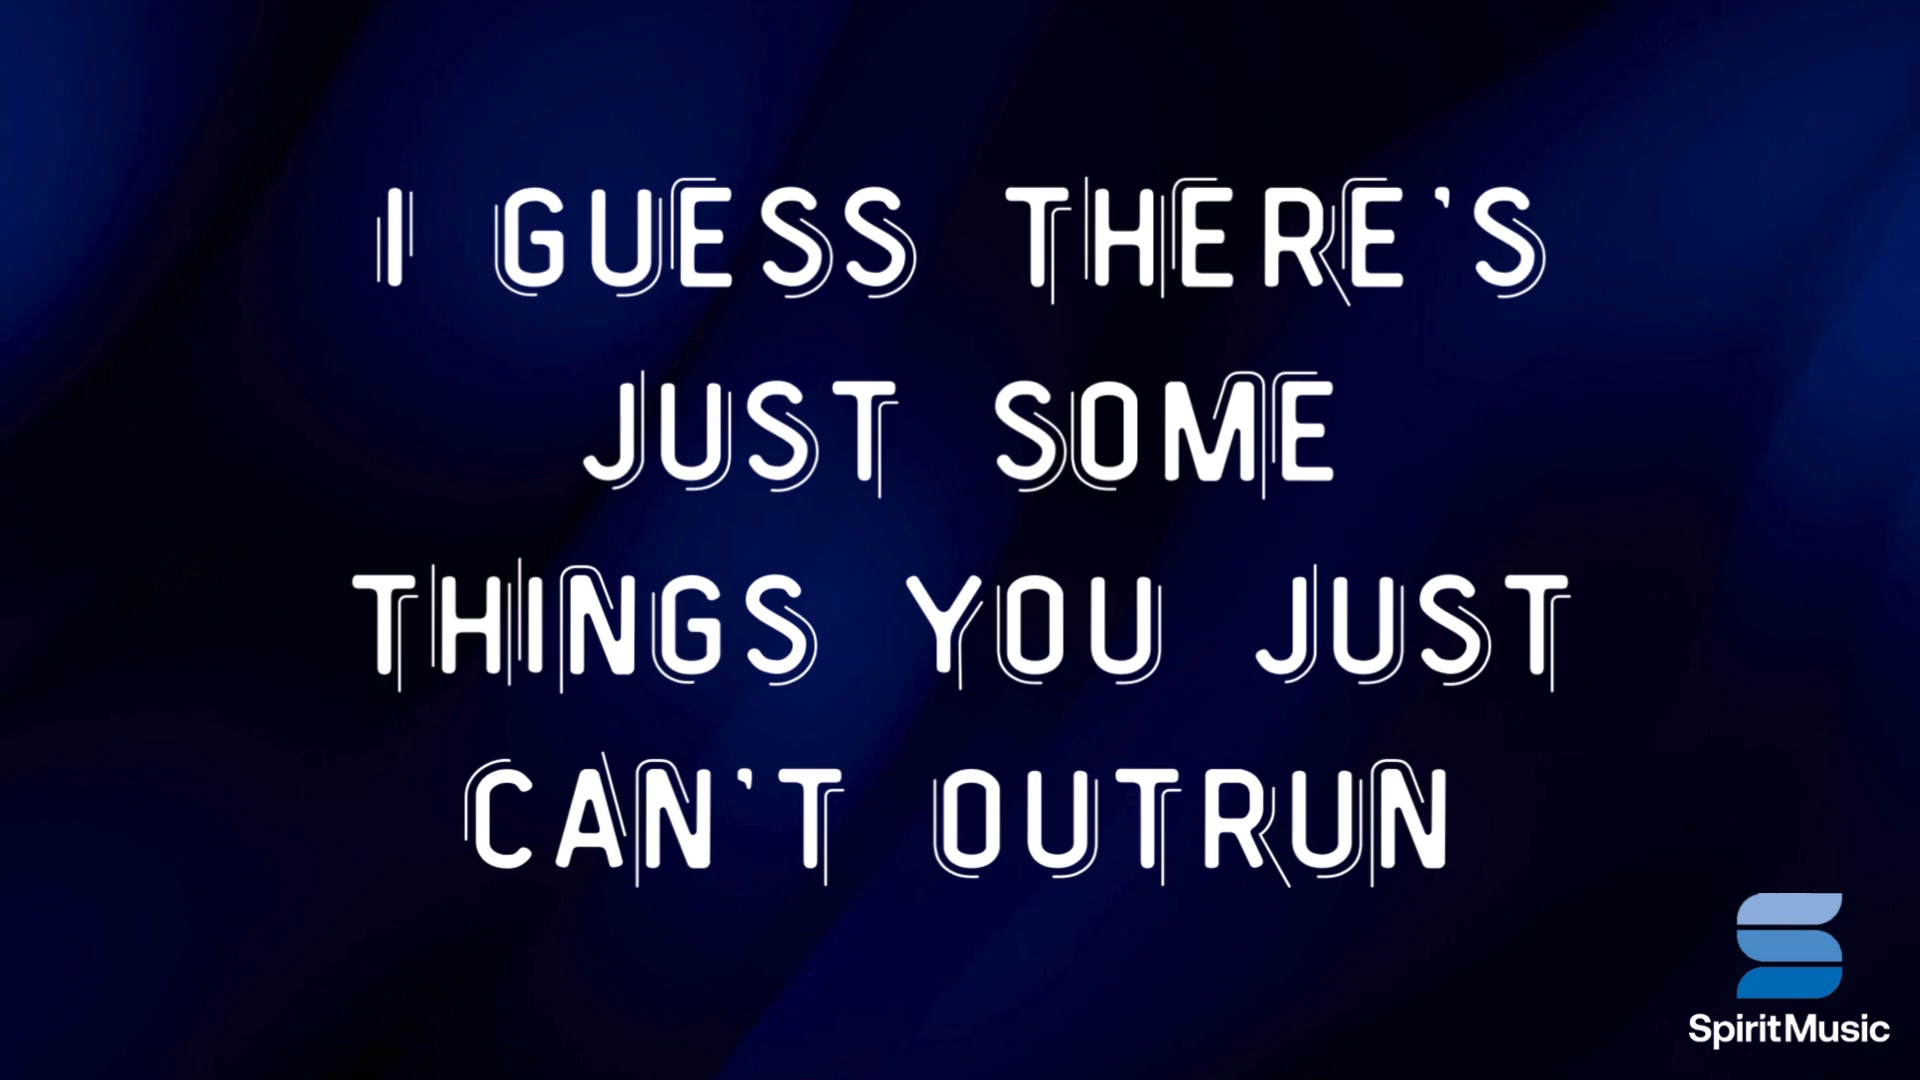 I GUESS THERE'S
JUST SOME
THINGS YOU JUST
CAN'T OUTRUN
SpiritMusic